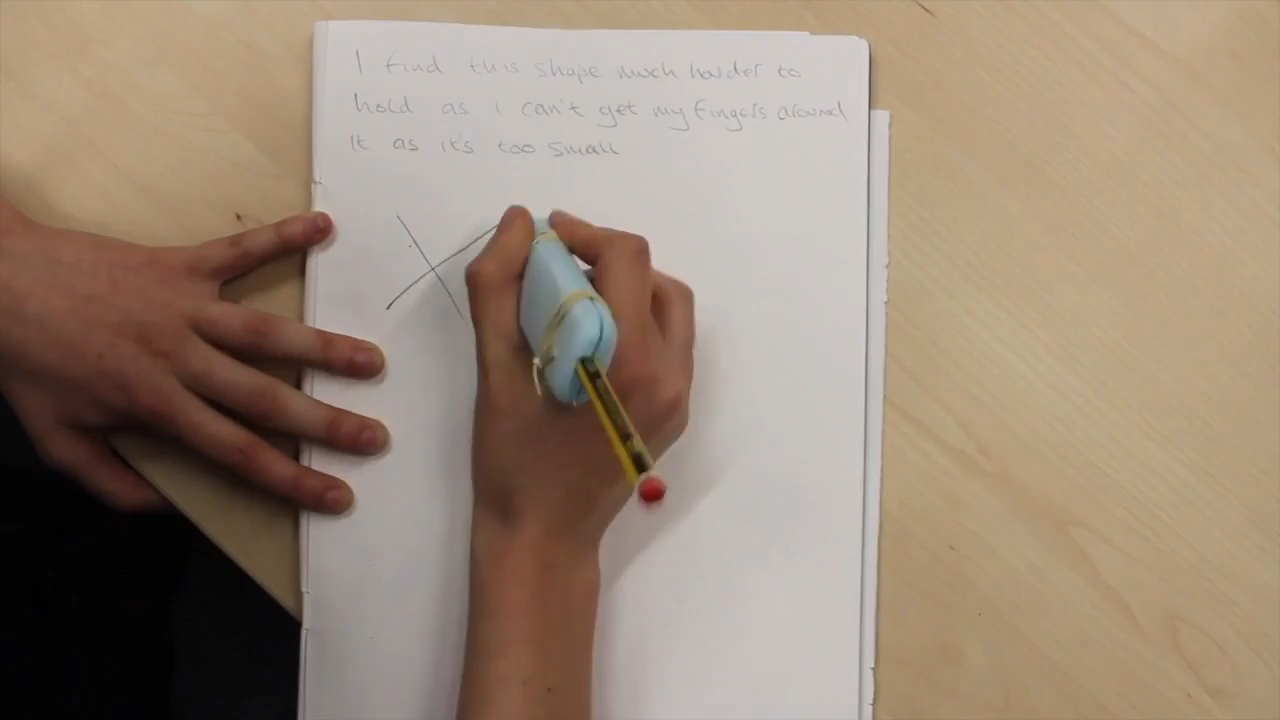 I find this shape much harder to
hold as i can't get my fingers around
It as it's too small